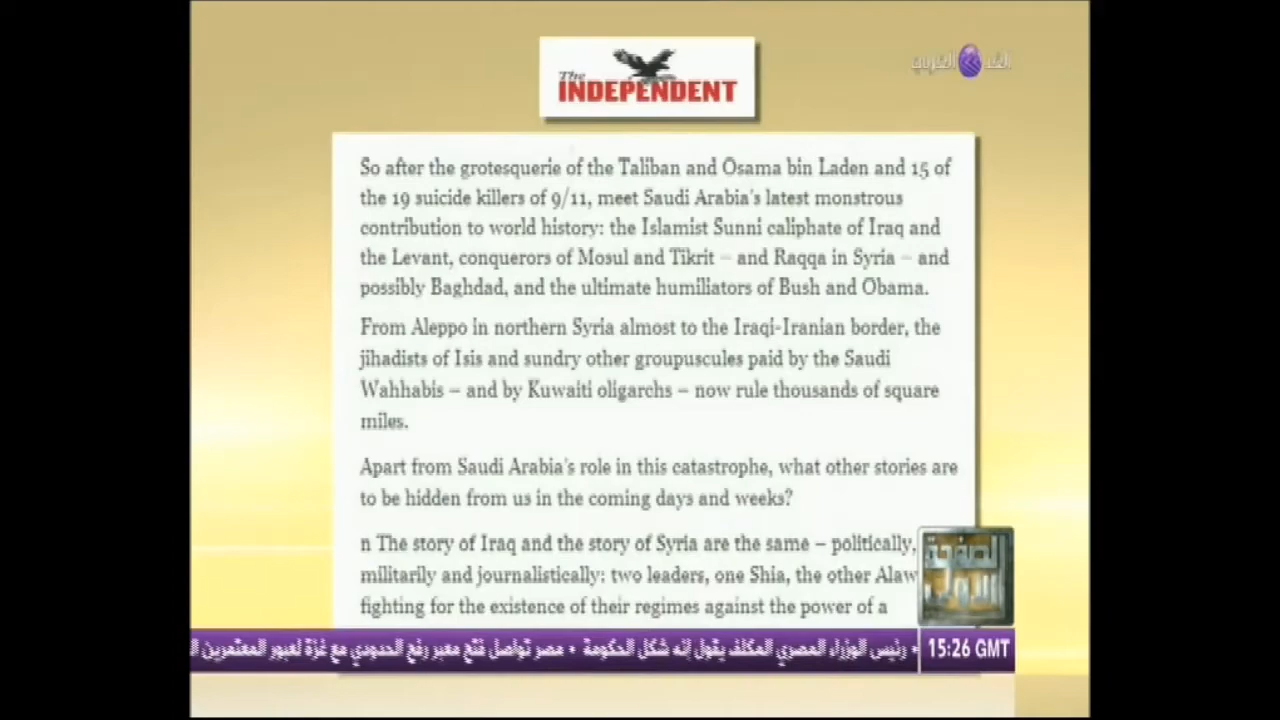 The
INDEPENDENT
الغد العربي
So after the grotesquerie of the Taliban and Osama bin Laden and 15 of
the 19 suicide killers of 9/11, meet Saudi Arabia's latest monstrous
contribution to world history: the Islamist Sunni caliphate of Iraq and
the Levant, conquerors of Mosul and Tikrit – and Raqqa in Syria – and
possibly Baghdad, and the ultimate humiliators of Bush and Obama.
From Aleppo in northern Syria almost to the Iraqi-Iranian border, the
jihadists of Isis and sundry other groupuscules paid by the Saudi
Wahhabis – and by Kuwaiti oligarchs – now rule thousands of square
miles.
Apart from Saudi Arabia's role in this catastrophe, what other stories are
to be hidden from us in the coming days and weeks?
n The story of Iraq and the story of Syria are the same – politically,
militarily and journalistically: two leaders, one Shia, the other Alaw
fighting for the existence of their regimes against the power of a
الصفحة
الأولى
• رئيس الوزراء المصري المكلف يقول إنه شكل الحكومة • مصر تواصل فتح معبر رفح الحدودي مع غزة لعبور المعتمرين ال
15:26 GMT